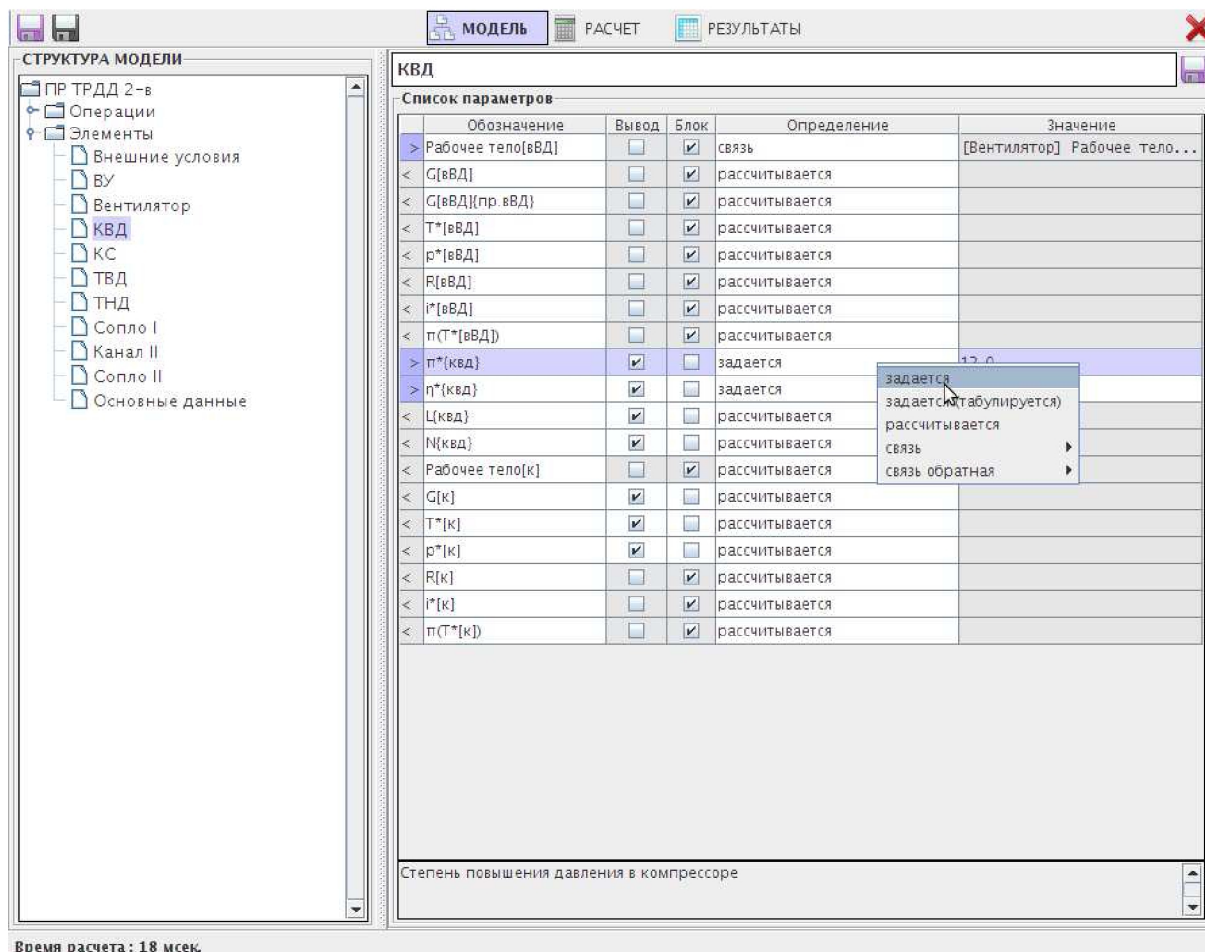 МОДЕЛЬ РАСЧЕТ РЕЗУЛЬТАТЫ
СТРУКТУРА МОДЕЛИ
ПР ТРДД 2-в
Операции
Элементы
Внешние условия
ВУ
Вентилятор
КВД
КС
ТВД
ТНД
Сопло I
Канал II
Сопло II
Основные данные
КВД
Список параметров
Обозначение Вывод Блок Определение Значение
> Рабочее тело[вВД] связь [Вентилятор] Рабочее тело...
< G[вВД] рассчитывается
< G[вВД]{пр.вВД} рассчитывается
< T*[вВД] рассчитывается
< p*[вВД] рассчитывается
< R[вВД] рассчитывается
< i*[вВД] рассчитывается
< π(T*[вВД]) рассчитывается
> π*{квд} задается
> η*{квд} задается
< L{квд} рассчитывается
< N{квд} рассчитывается
< Рабочее тело[к] рассчитывается
< G[к] рассчитывается
< T*[к] рассчитывается
< p*[к] рассчитывается
< R[к] рассчитывается
< i*[к] рассчитывается
< π(T*[к]) рассчитывается
задается
задается (табулируется)
рассчитывается
связь
связь обратная
Степень повышения давления в компрессоре
Время расчета: 18 мсек.